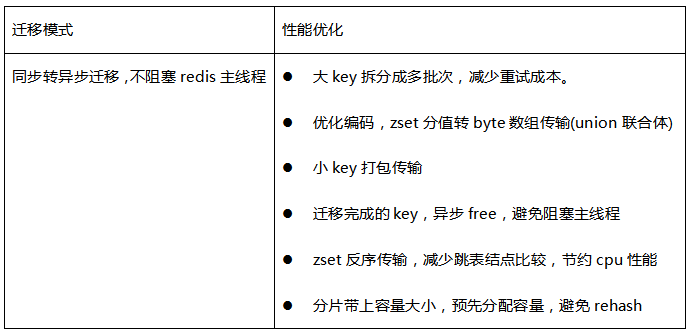 迁移模式
性能优化
同步转异步迁移，不阻塞 redis 主线程
● 大 key 拆分成多批次，减少重试成本。
● 优化编码，zset 分值转 byte 数组传输(union 联合体)
● 小 key 打包传输
● 迁移完成的 key，异步 free，避免阻塞主线程
● zset 反序传输，减少跳表结点比较，节约 cpu 性能
● 分片带上容量大小，预先分配容量，避免 rehash